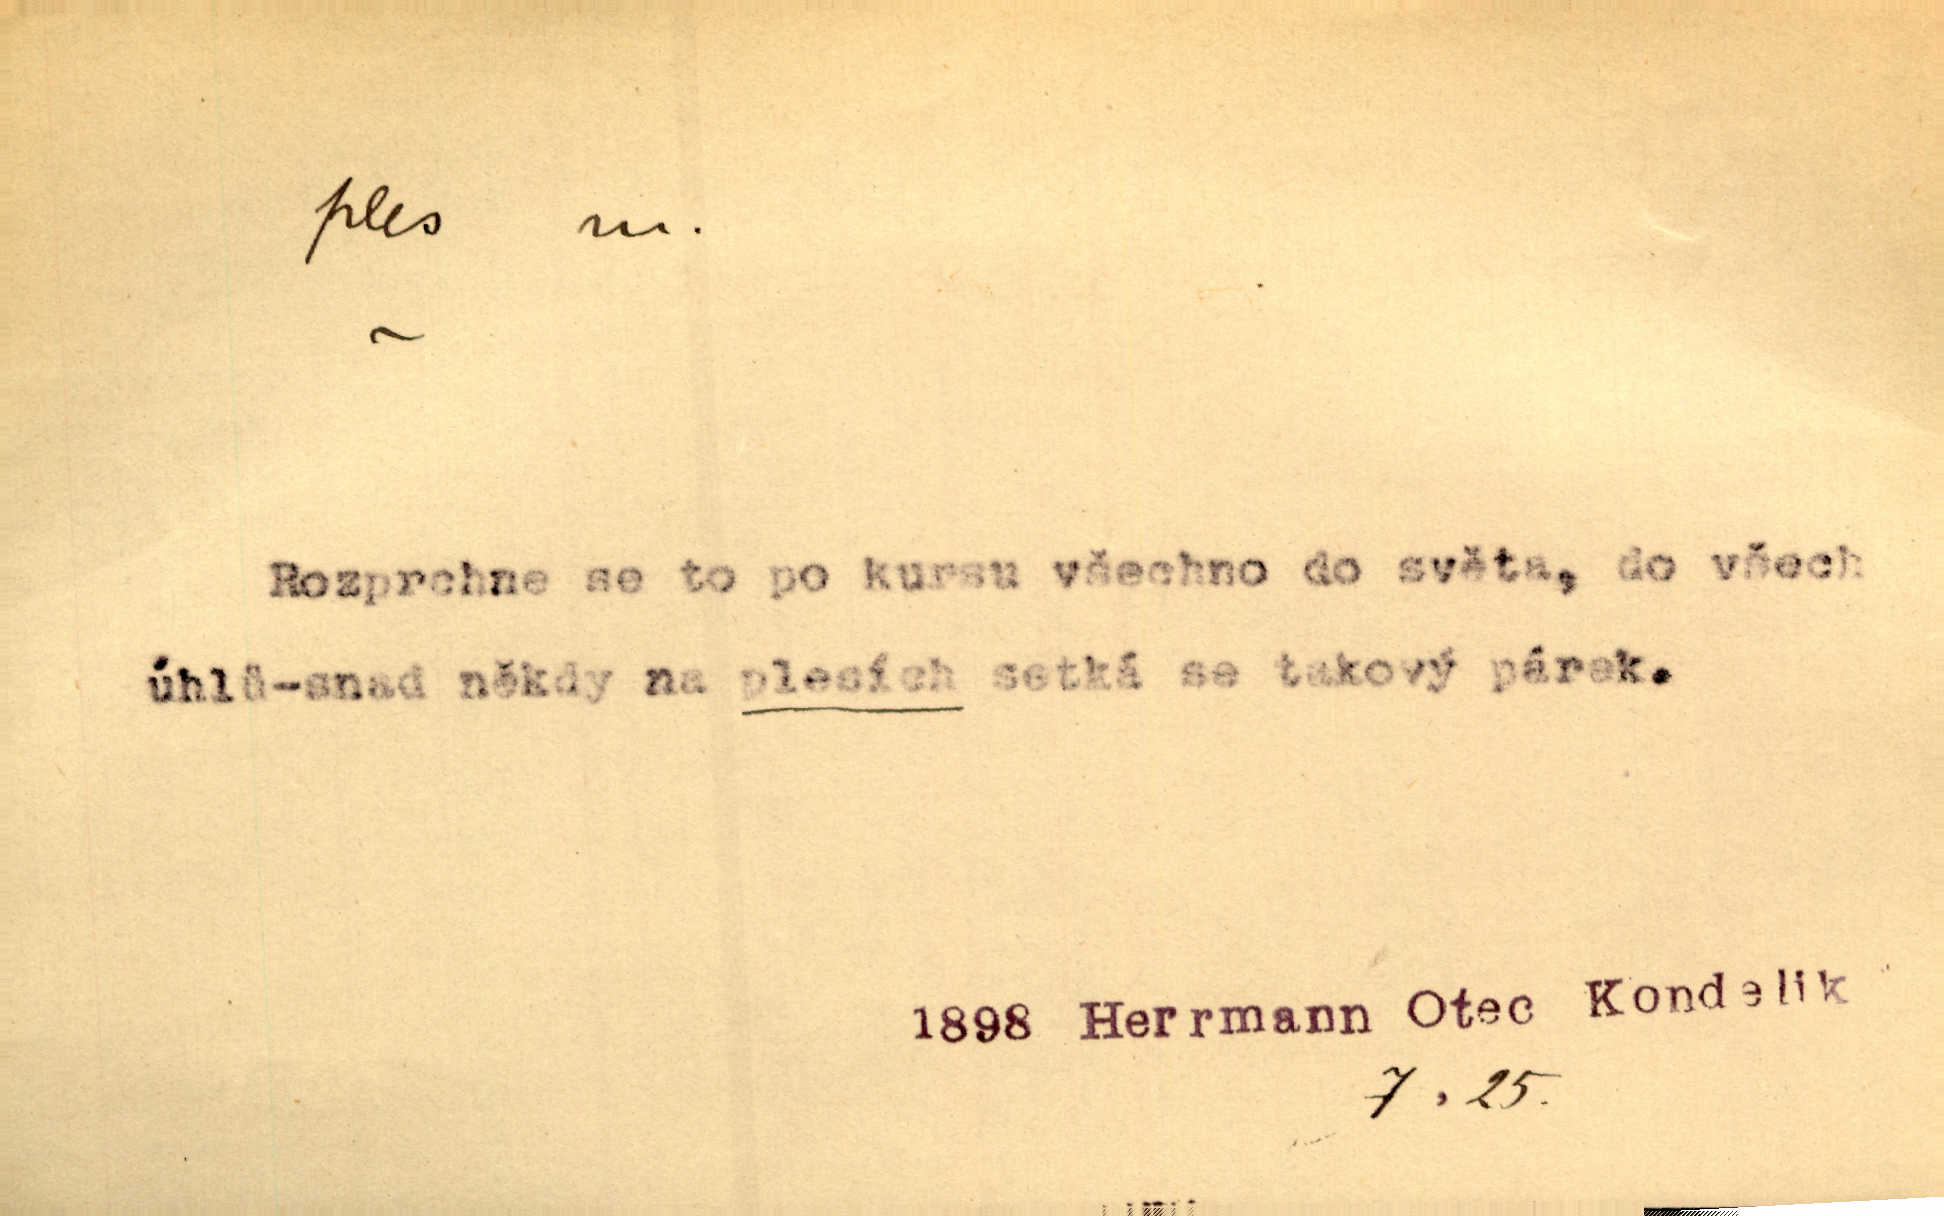 ples m.
~
Rozprchne se to po kursu všechno do světa, do všech
úhlů-snad někdy na plesích setká se takový párek.
1898 Herrmann Otec Kondelik
7, 25.